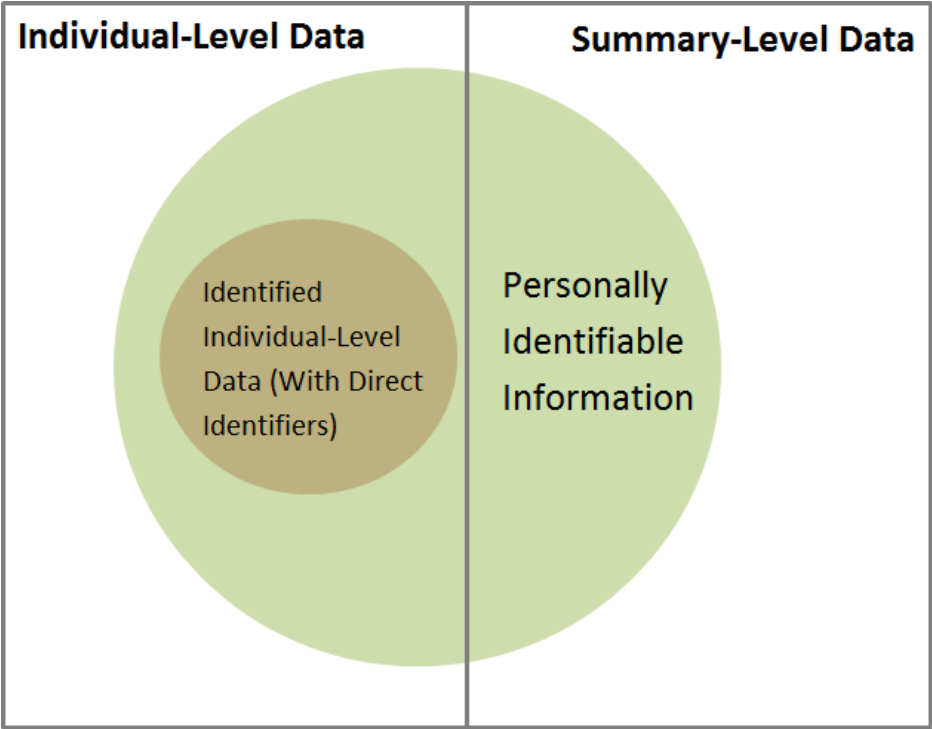 Individual-Level Data
Summary-Level Data
Identified
Individual-Level
Data (With Direct
Identifiers)
Personally
Identifiable
Information